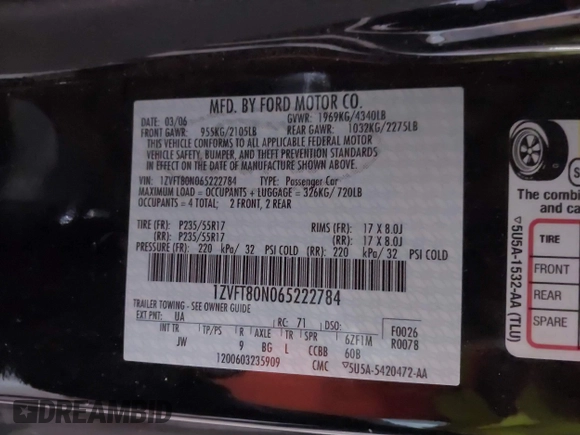 MFD. BY FORD MOTOR CO.
DATE: 03/06 GVWR: 1969KG/4340LB
FRONT GAWR: 955KG/2105LB REAR GAWR: 1032KG/2275LB
THIS VEHICLE CONFORMS TO ALL APPLICABLE FEDERAL MOTOR
VEHICLE SAFETY, BUMPER, AND THEFT PREVENTION STANDARDS
IN EFFECT ON THE DATE OF MANUFACTURE SHOWN ABOVE.
VIN: 1ZVFT80N065222784 TYPE: Passenger Car
MAXIMUM LOAD = OCCUPANTS + LUGGAGE = 326KG/ 720LB
OCCUPANTS = 4 TOTAL; 2 FRONT, 2 REAR
TIRE (FR): P235/55R17 RIMS (FR): 17 X 8.0J
(RR): P235/55R17 (RR): 17 X 8.0J
PRESSURE (FR): 220 kPa/ 32 PSI COLD (RR): 220 kPa/ 32 PSI COLD
1ZVFT80N065222784
TRAILER TOWING - SEE OWNER GUIDE
EXT PNT: UA RC: 71 DSO: F0026
INT TR TP/PS R AXLE TR SPR 6ZF1M R0078
JW 9 BG L CCBB 60B
1200603235909 CMC ▽5U5A-5420472-AA
▽5U5A-1532-AA (TLU)
The combi
and ca
TIRE
FRONT
REAR
SPARE
DREAMBID